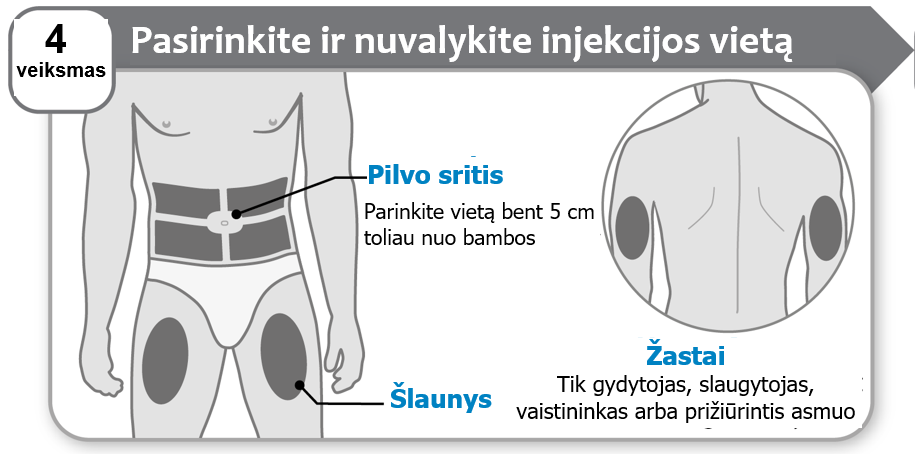 4
veiksmas
Pasirinkite ir nuvalykite injekcijos vietą
Pilvo sritis
Parinkite vietą bent 5 cm
toliau nuo bambos
Šlaunys
Žastai
Tik gydytojas, slaugytojas,
vaistininkas arba prižiūrintis asmuo